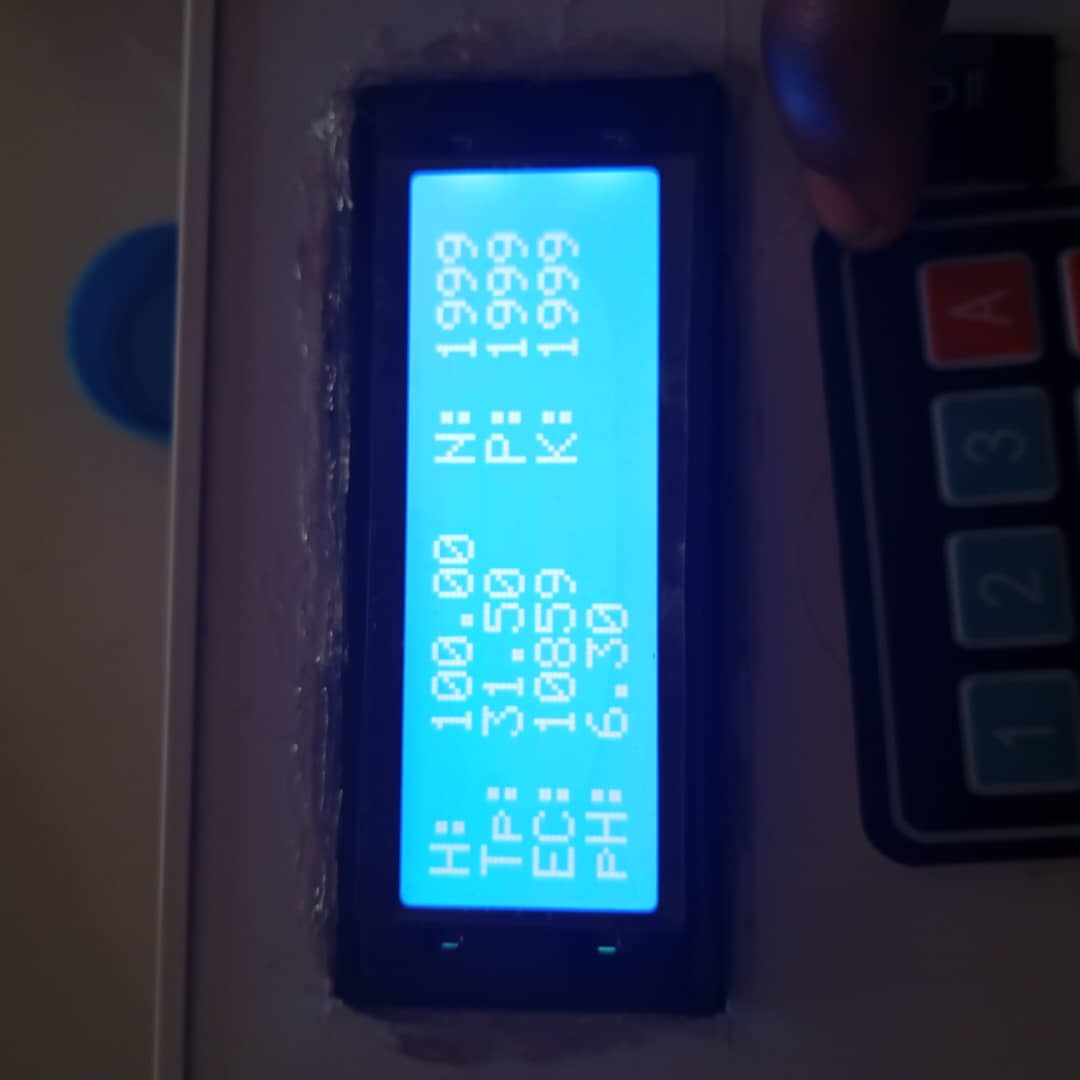 H: 100.00 N: 1999
Tp: 31.50 P: 1999
EC: 10859 K: 1999
PH: 6.30
1 2 3 A